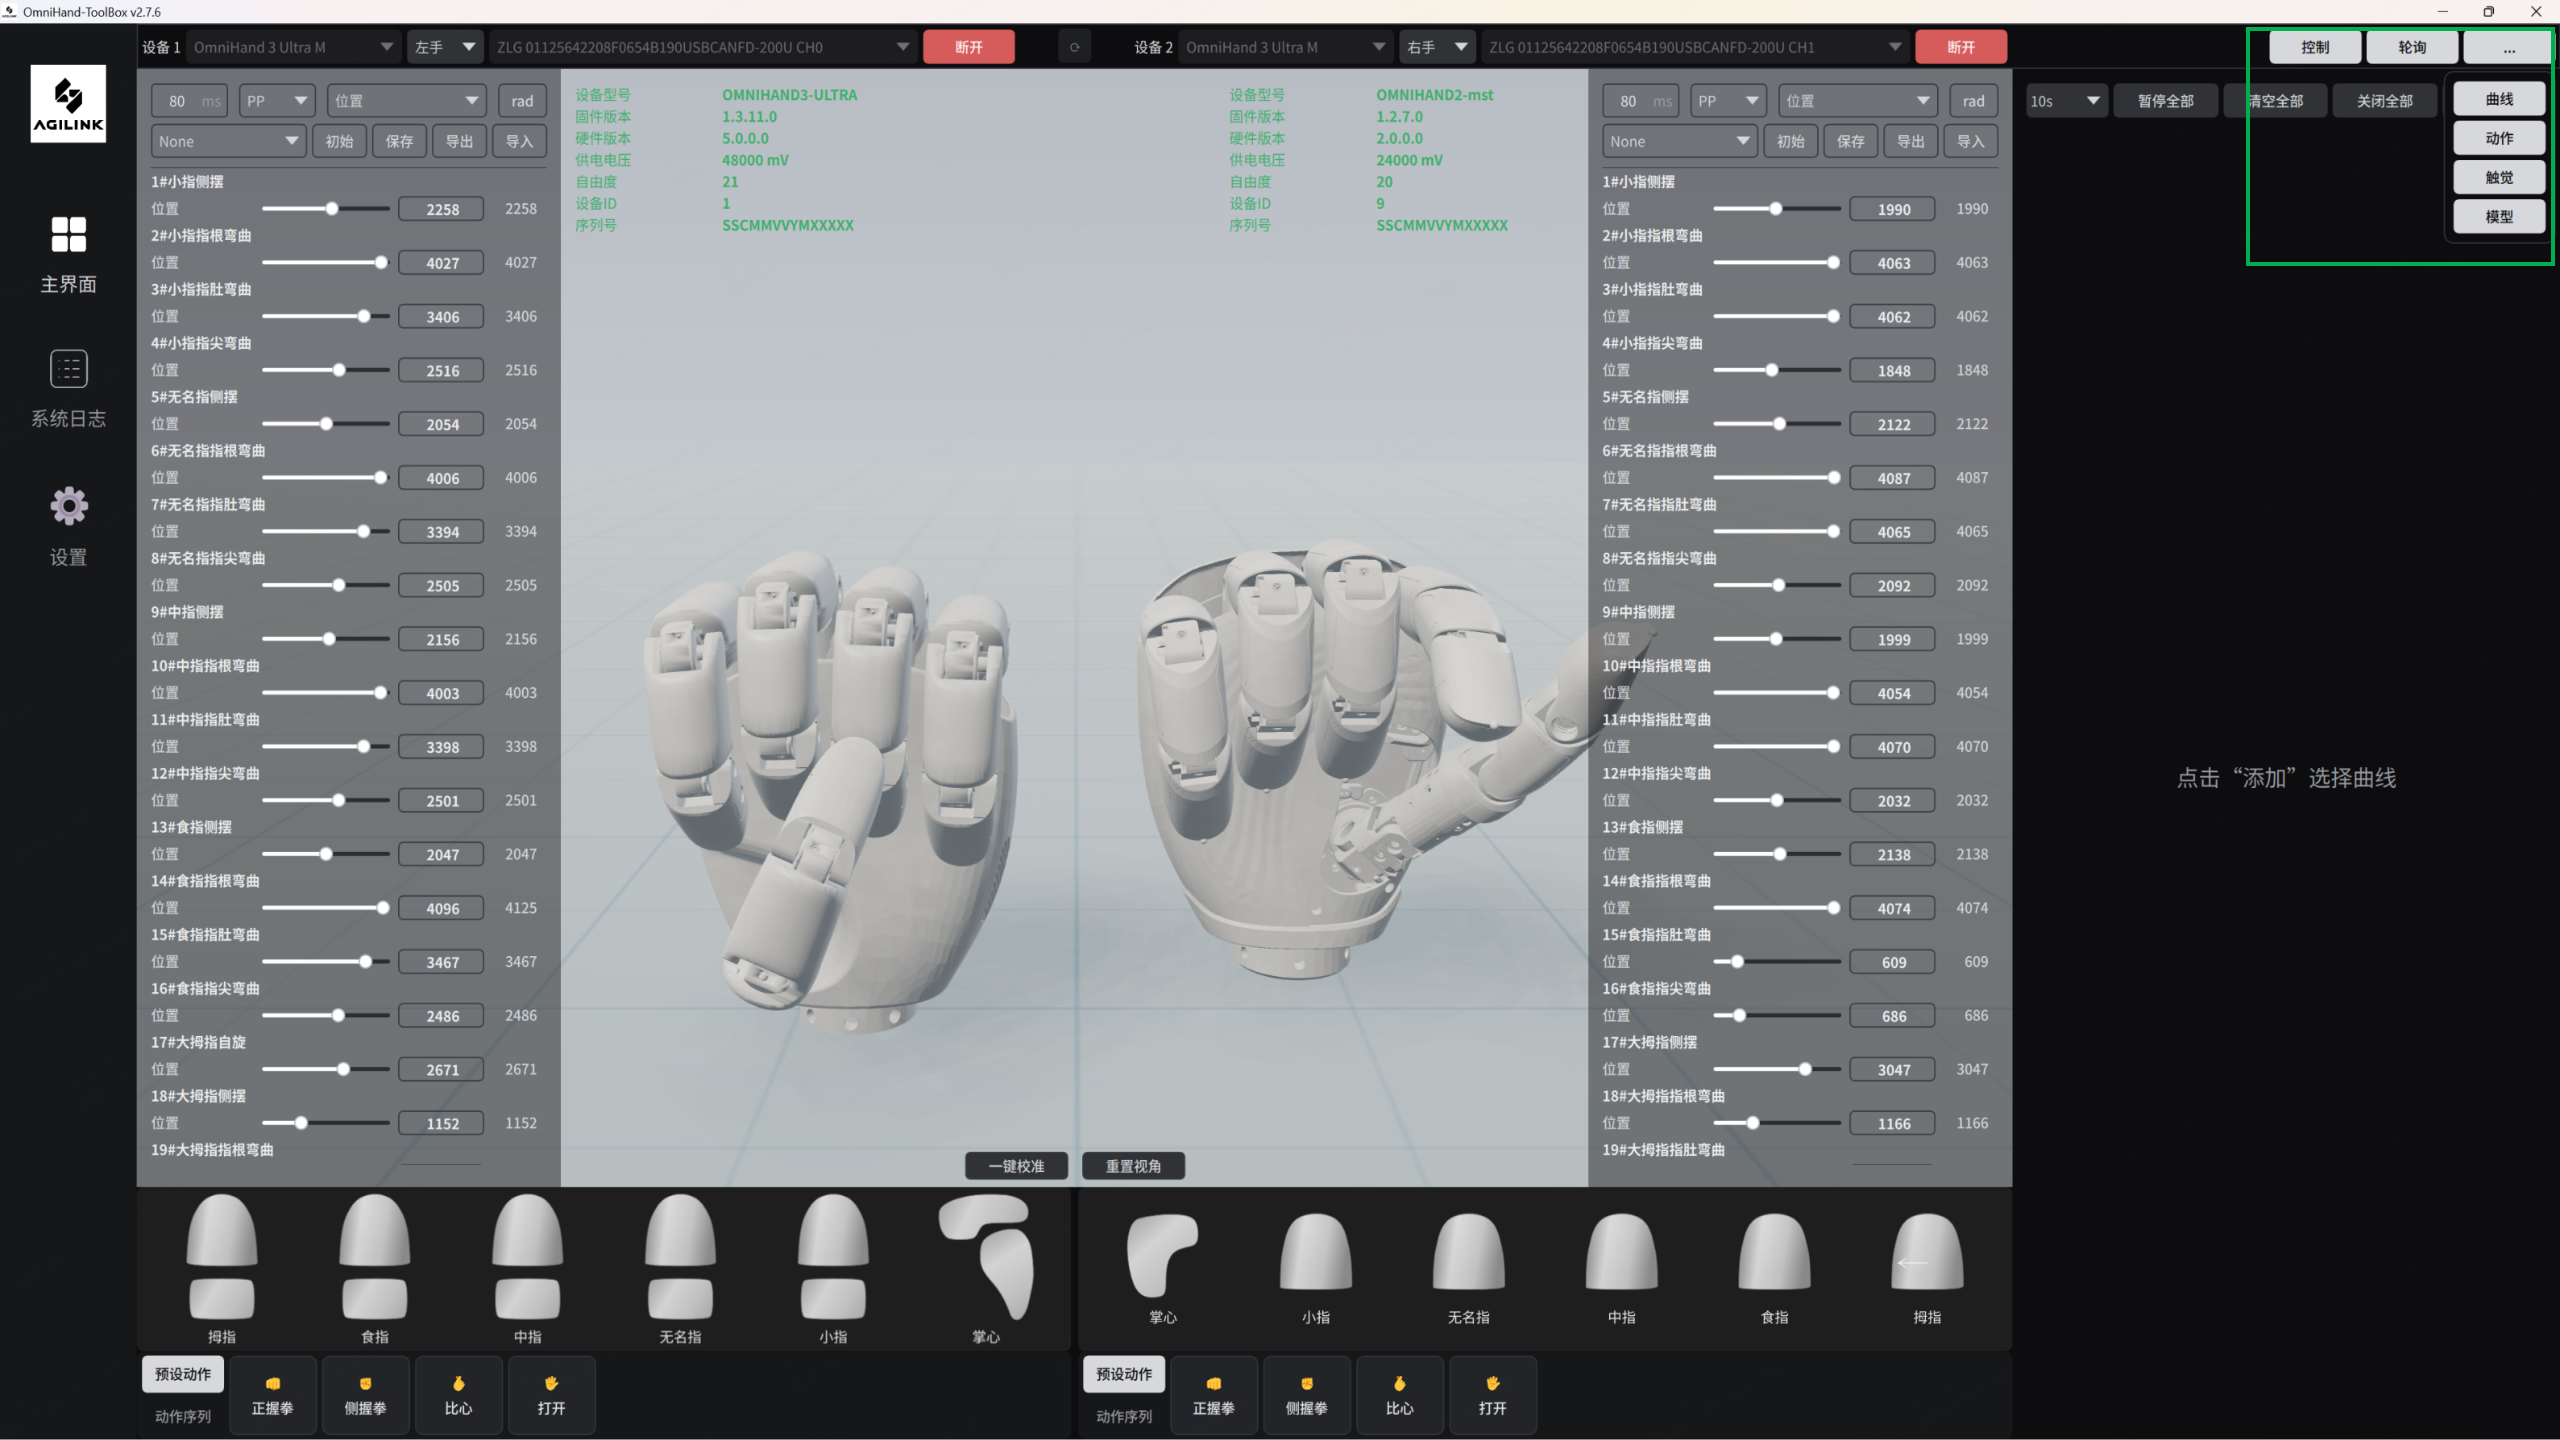 OmniHand-ToolBox v2.7.6
设备 1 OmniHand 3 Ultra M 左手 ZLG 01125642208F0654B190USBCANFD-200U CH0 断开 设备 2 OmniHand 3 Ultra M 右手 ZLG 01125642208F0654B190USBCANFD-200U CH1 断开 控制 轮询 ...
AGILINK
主界面
系统日志
设置
80 ms PP 位置 rad
None 初始 保存 导出 导入
1#小指侧摆
位置 2258 2258
2#小指指根弯曲
位置 4027 4027
3#小指指肚弯曲
位置 3406 3406
4#小指指尖弯曲
位置 2516 2516
5#无名指侧摆
位置 2054 2054
6#无名指指根弯曲
位置 4006 4006
7#无名指指肚弯曲
位置 3394 3394
8#无名指指尖弯曲
位置 2505 2505
9#中指侧摆
位置 2156 2156
10#中指指根弯曲
位置 4003 4003
11#中指指肚弯曲
位置 3398 3398
12#中指指尖弯曲
位置 2501 2501
13#食指侧摆
位置 2047 2047
14#食指指根弯曲
位置 4096 4125
15#食指指肚弯曲
位置 3467 3467
16#食指指尖弯曲
位置 2486 2486
17#大拇指自旋
位置 2671 2671
18#大拇指侧摆
位置 1152 1152
19#大拇指指根弯曲
设备型号 OMNIHAND3-ULTRA
固件版本 1.3.11.0
硬件版本 5.0.0.0
供电电压 48000 mV
自由度 21
设备ID 1
序列号 SSCMMVVYMXXXXX
设备型号 OMNIHAND2-mst
固件版本 1.2.7.0
硬件版本 2.0.0.0
供电电压 24000 mV
自由度 20
设备ID 9
序列号 SSCMMVVYMXXXXX
一键校准 重置视角
80 ms PP 位置 rad
None 初始 保存 导出 导入
1#小指侧摆
位置 1990 1990
2#小指指根弯曲
位置 4063 4063
3#小指指肚弯曲
位置 4062 4062
4#小指指尖弯曲
位置 1848 1848
5#无名指侧摆
位置 2122 2122
6#无名指指根弯曲
位置 4087 4087
7#无名指指肚弯曲
位置 4065 4065
8#无名指指尖弯曲
位置 2092 2092
9#中指侧摆
位置 1999 1999
10#中指指根弯曲
位置 4054 4054
11#中指指肚弯曲
位置 4070 4070
12#中指指尖弯曲
位置 2032 2032
13#食指侧摆
位置 2138 2138
14#食指指根弯曲
位置 4074 4074
15#食指指肚弯曲
位置 609 609
16#食指指尖弯曲
位置 686 686
17#大拇指侧摆
位置 3047 3047
18#大拇指指根弯曲
位置 1166 1166
19#大拇指指肚弯曲
10s 暂停全部 清空全部 关闭全部
曲线
动作
触觉
模型
点击“添加”选择曲线
拇指 食指 中指 无名指 小指 掌心
掌心 小指 无名指 中指 食指 拇指
预设动作 正握拳 侧握拳 比心 打开
动作序列
预设动作 正握拳 侧握拳 比心 打开
动作序列